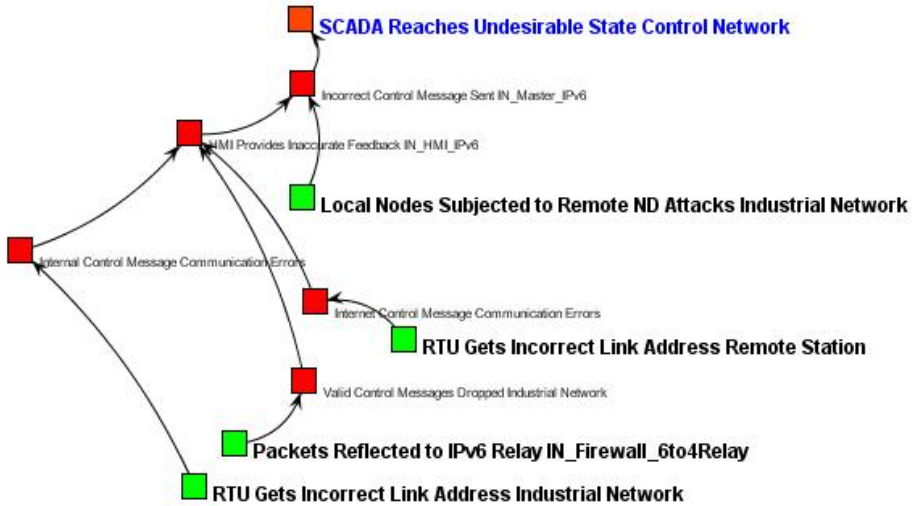 SCADA Reaches Undesirable State Control Network
Incorrect Control Message Sent IN_Master_IPv6
HMI Provides Inaccurate Feedback IN_HMI_IPv6
Local Nodes Subjected to Remote ND Attacks Industrial Network
Internal Control Message Communication Errors
Internet Control Message Communication Errors
RTU Gets Incorrect Link Address Remote Station
Valid Control Messages Dropped Industrial Network
Packets Reflected to IPv6 Relay IN_Firewall_6to4Relay
RTU Gets Incorrect Link Address Industrial Network